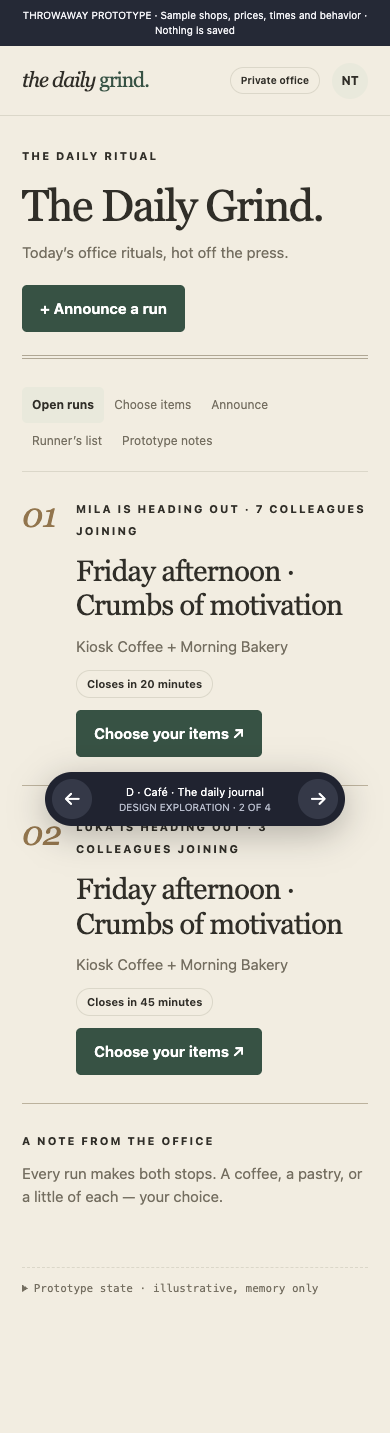 THROWAWAY PROTOTYPE · Sample shops, prices, times and behavior ·
Nothing is saved
the daily grind.
Private office
NT
THE DAILY RITUAL
The Daily Grind.
Today's office rituals, hot off the press.
+ Announce a run
Open runs
Choose items
Announce
Runner's list
Prototype notes
01
MILA IS HEADING OUT · 7 COLLEAGUES
JOINING
Friday afternoon ·
Crumbs of motivation
Kiosk Coffee + Morning Bakery
Closes in 20 minutes
Choose your items ↗
← D · Café · The daily journal →
DESIGN EXPLORATION · 2 OF 4
02
LUKA IS HEADING OUT · 3
COLLEAGUES JOINING
Friday afternoon ·
Crumbs of motivation
Kiosk Coffee + Morning Bakery
Closes in 45 minutes
Choose your items ↗
A NOTE FROM THE OFFICE
Every run makes both stops. A coffee, a pastry, or
a little of each — your choice.
▶ Prototype state · illustrative, memory only